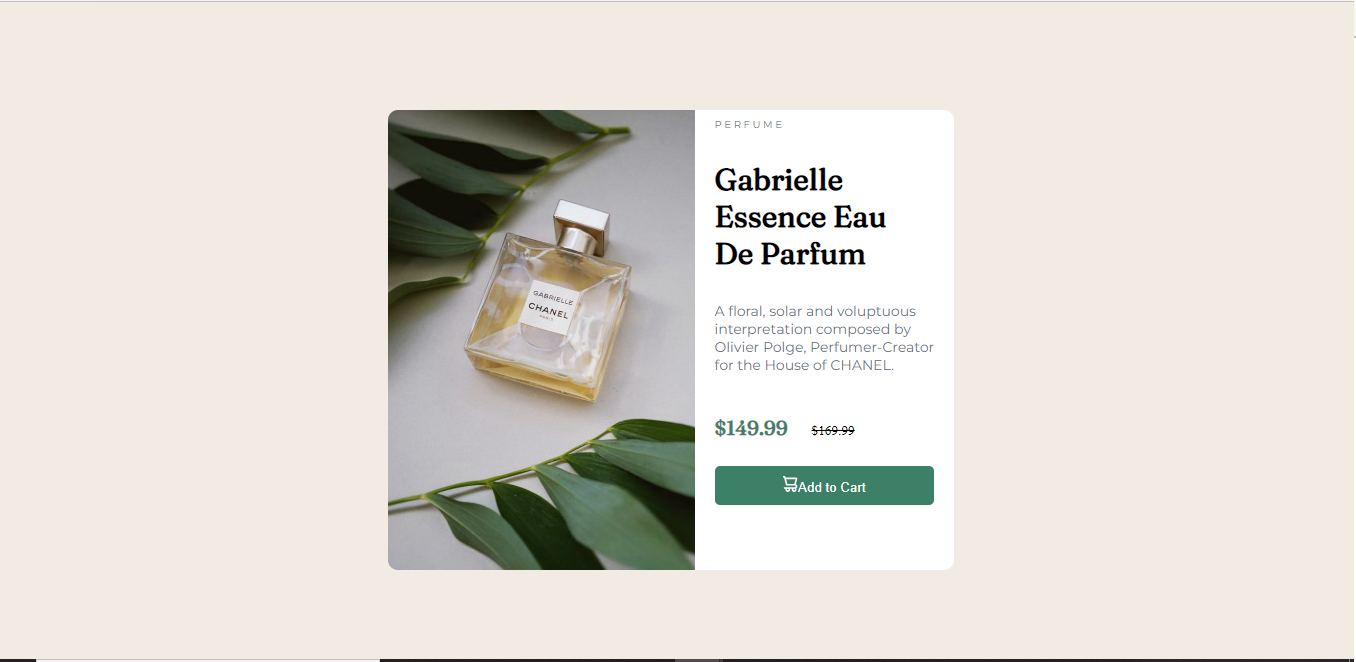 PERFUME
Gabrielle
Essence Eau
De Parfum
A floral, solar and voluptuous
interpretation composed by
Olivier Polge, Perfumer-Creator
for the House of CHANEL.
$149.99 $169.99
Add to Cart
GABRIELLE
CHANEL
PARIS